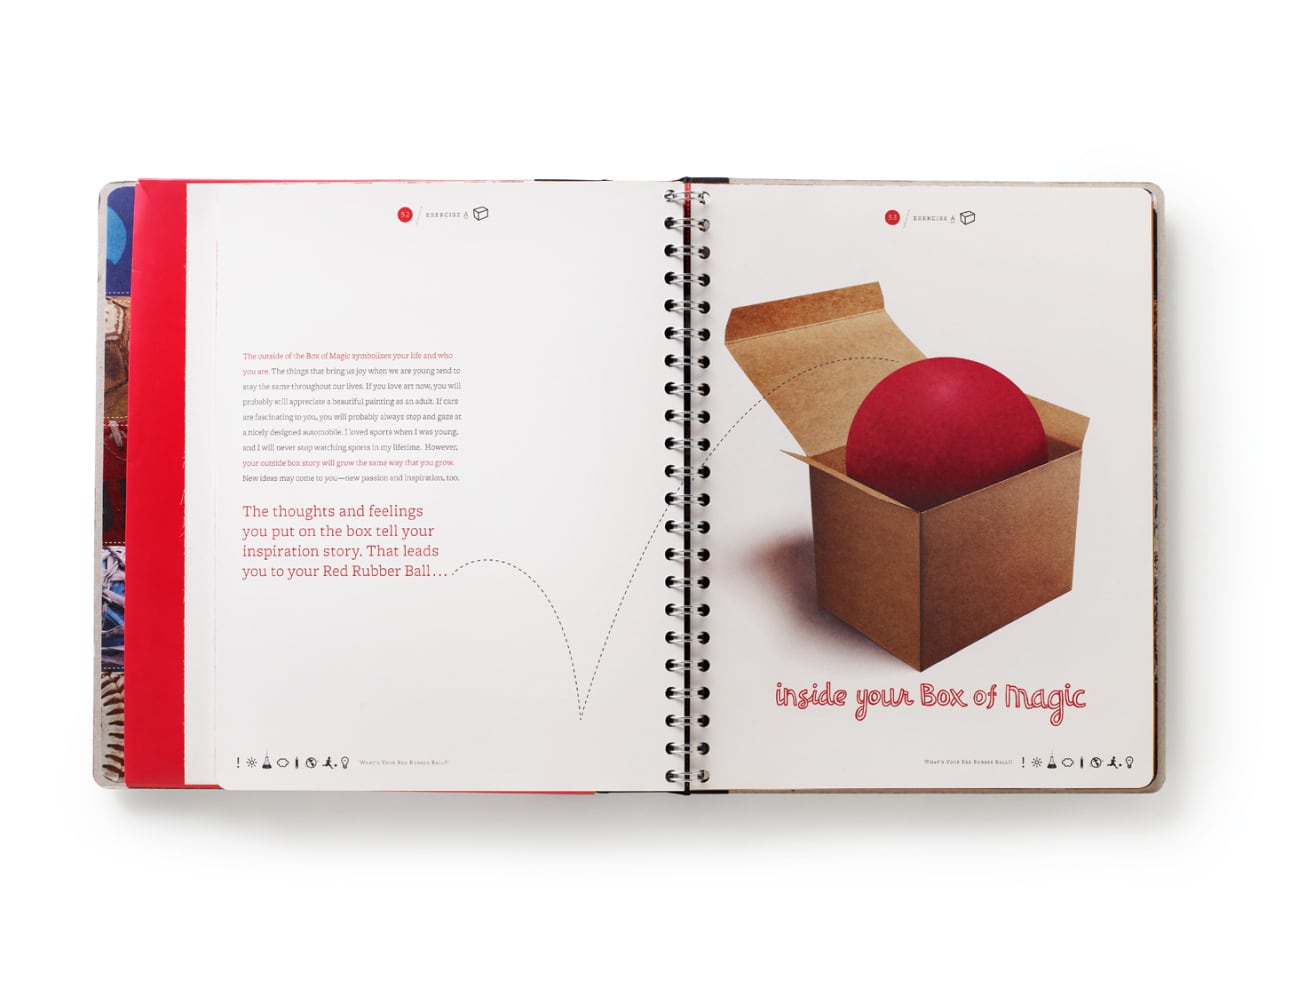 52 / EXERCISE A
The outside of the Box of Magic symbolizes your life and who
you are. The things that bring us joy when we are young tend to
stay the same throughout our lives. If you love art now, you will
probably still appreciate a beautiful painting as an adult. If cars
are fascinating to you, you will probably always stop and gaze at
a nicely designed automobile. I loved sports when I was young,
and I will never stop watching sports in my lifetime. However,
your outside box story will grow the same way that you grow.
New ideas may come to you—new passion and inspiration, too.
The thoughts and feelings
you put on the box tell your
inspiration story. That leads
you to your Red Rubber Ball...
WHAT'S YOUR RED RUBBER BALL?!
53 / EXERCISE A
inside your Box of Magic
WHAT'S YOUR RED RUBBER BALL?!